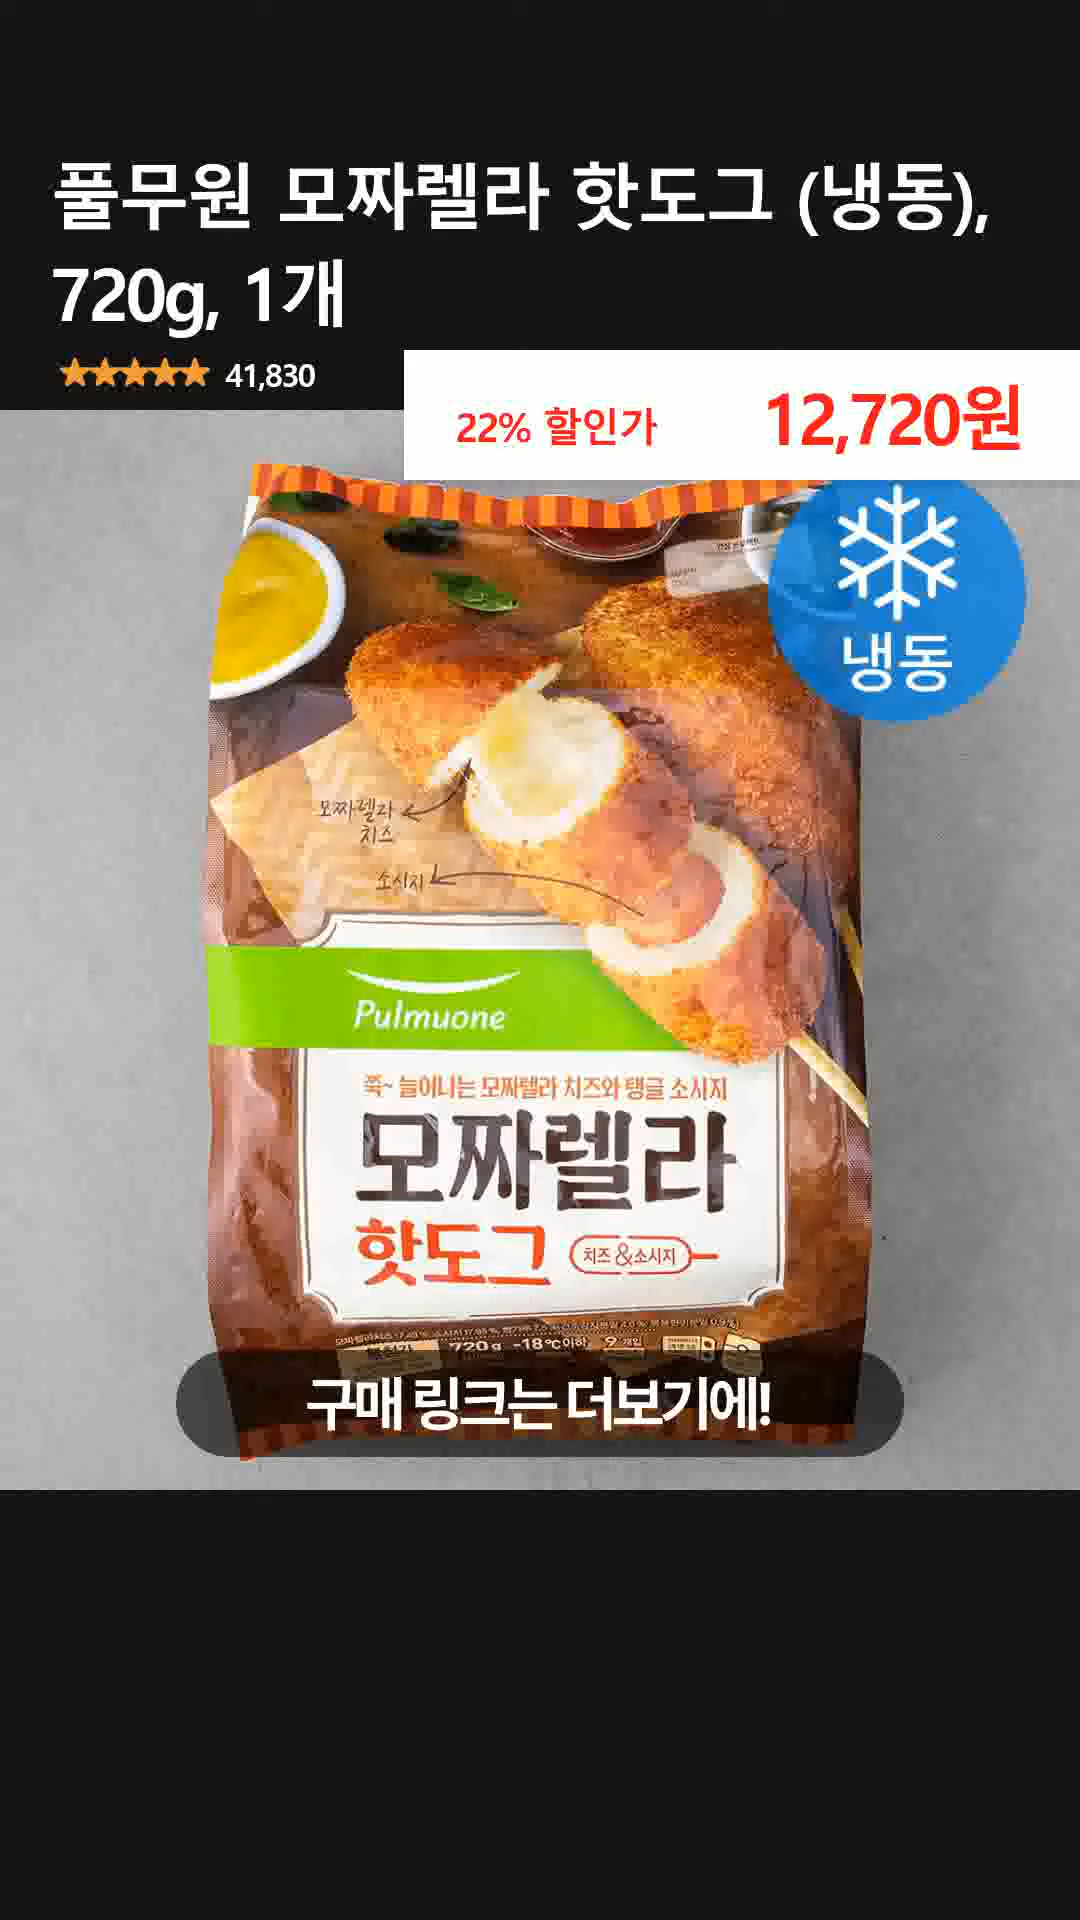 풀무원 모짜렐라 핫도그 (냉동),
720g, 1개
41,830
22% 할인가
12,720원
냉동
모짜렐라
치즈
소시지
Pulmuone
쭉~ 늘어나는 모짜렐라 치즈와 탱글 소시지
모짜렐라
핫도그
치즈&소시지
720g -18℃이하
구매 링크는 더보기에!